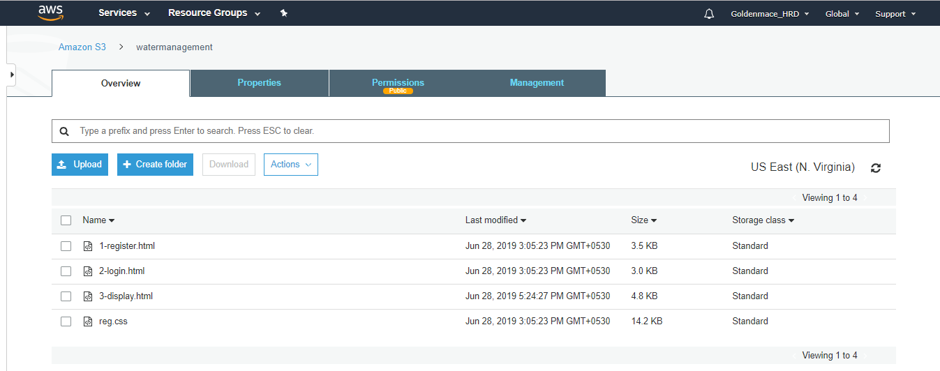 aws Services Resource Groups Goldenmace_HRD Global Support
Amazon S3 > watermanagement
Overview Properties Permissions Management
Public
Type a prefix and press Enter to search. Press ESC to clear.
Upload + Create folder Download Actions US East (N. Virginia)
Viewing 1 to 4
Name Last modified Size Storage class
1-register.html Jun 28, 2019 3:05:23 PM GMT+0530 3.5 KB Standard
2-login.html Jun 28, 2019 3:05:23 PM GMT+0530 3.0 KB Standard
3-display.html Jun 28, 2019 5:24:27 PM GMT+0530 4.8 KB Standard
reg.css Jun 28, 2019 3:05:23 PM GMT+0530 14.2 KB Standard
Viewing 1 to 4